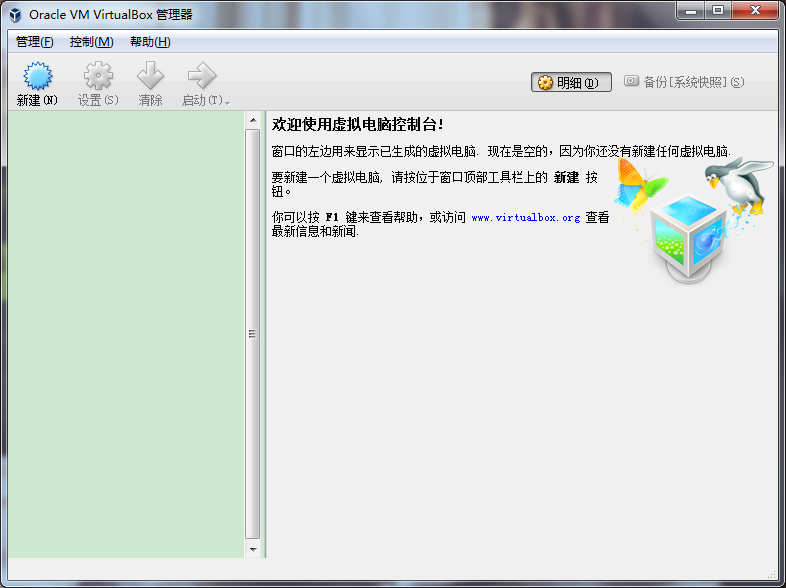 Oracle VM VirtualBox 管理器
管理(F) 控制(M) 帮助(H)
新建(N) 设置(S) 清除 启动(T) 明细(D) 备份[系统快照](S)
欢迎使用虚拟电脑控制台!
窗口的左边用来显示已生成的虚拟电脑. 现在是空的，因为你还没有新建任何虚拟电脑.
要新建一个虚拟电脑, 请按位于窗口顶部工具栏上的 新建 按
钮。
你可以按 F1 键来查看帮助，或访问 www.virtualbox.org 查看
最新信息和新闻.